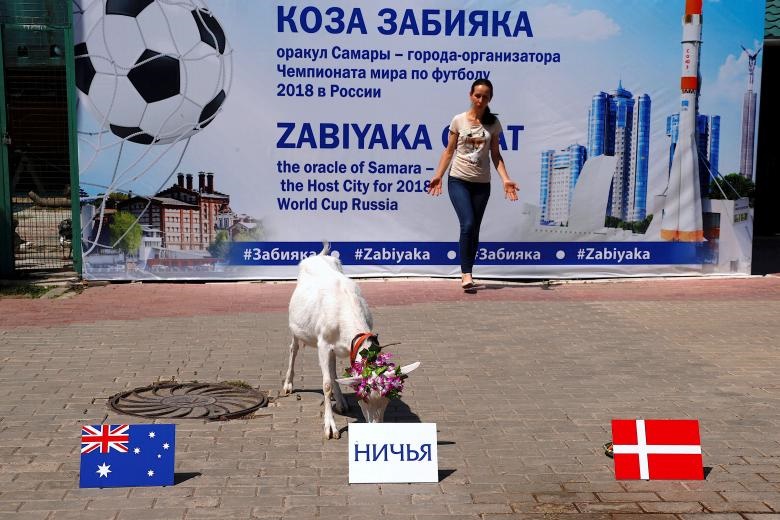 КОЗА ЗАБИЯКА
оракул Самары – города-организатора
Чемпионата мира по футболу
2018 в России
ZABIYAKA
the oracle of Samara –
the Host City for 2018
World Cup Russia
#Забияка #Zabiyaka #Забияка #Zabiyaka
НИЧЬЯ